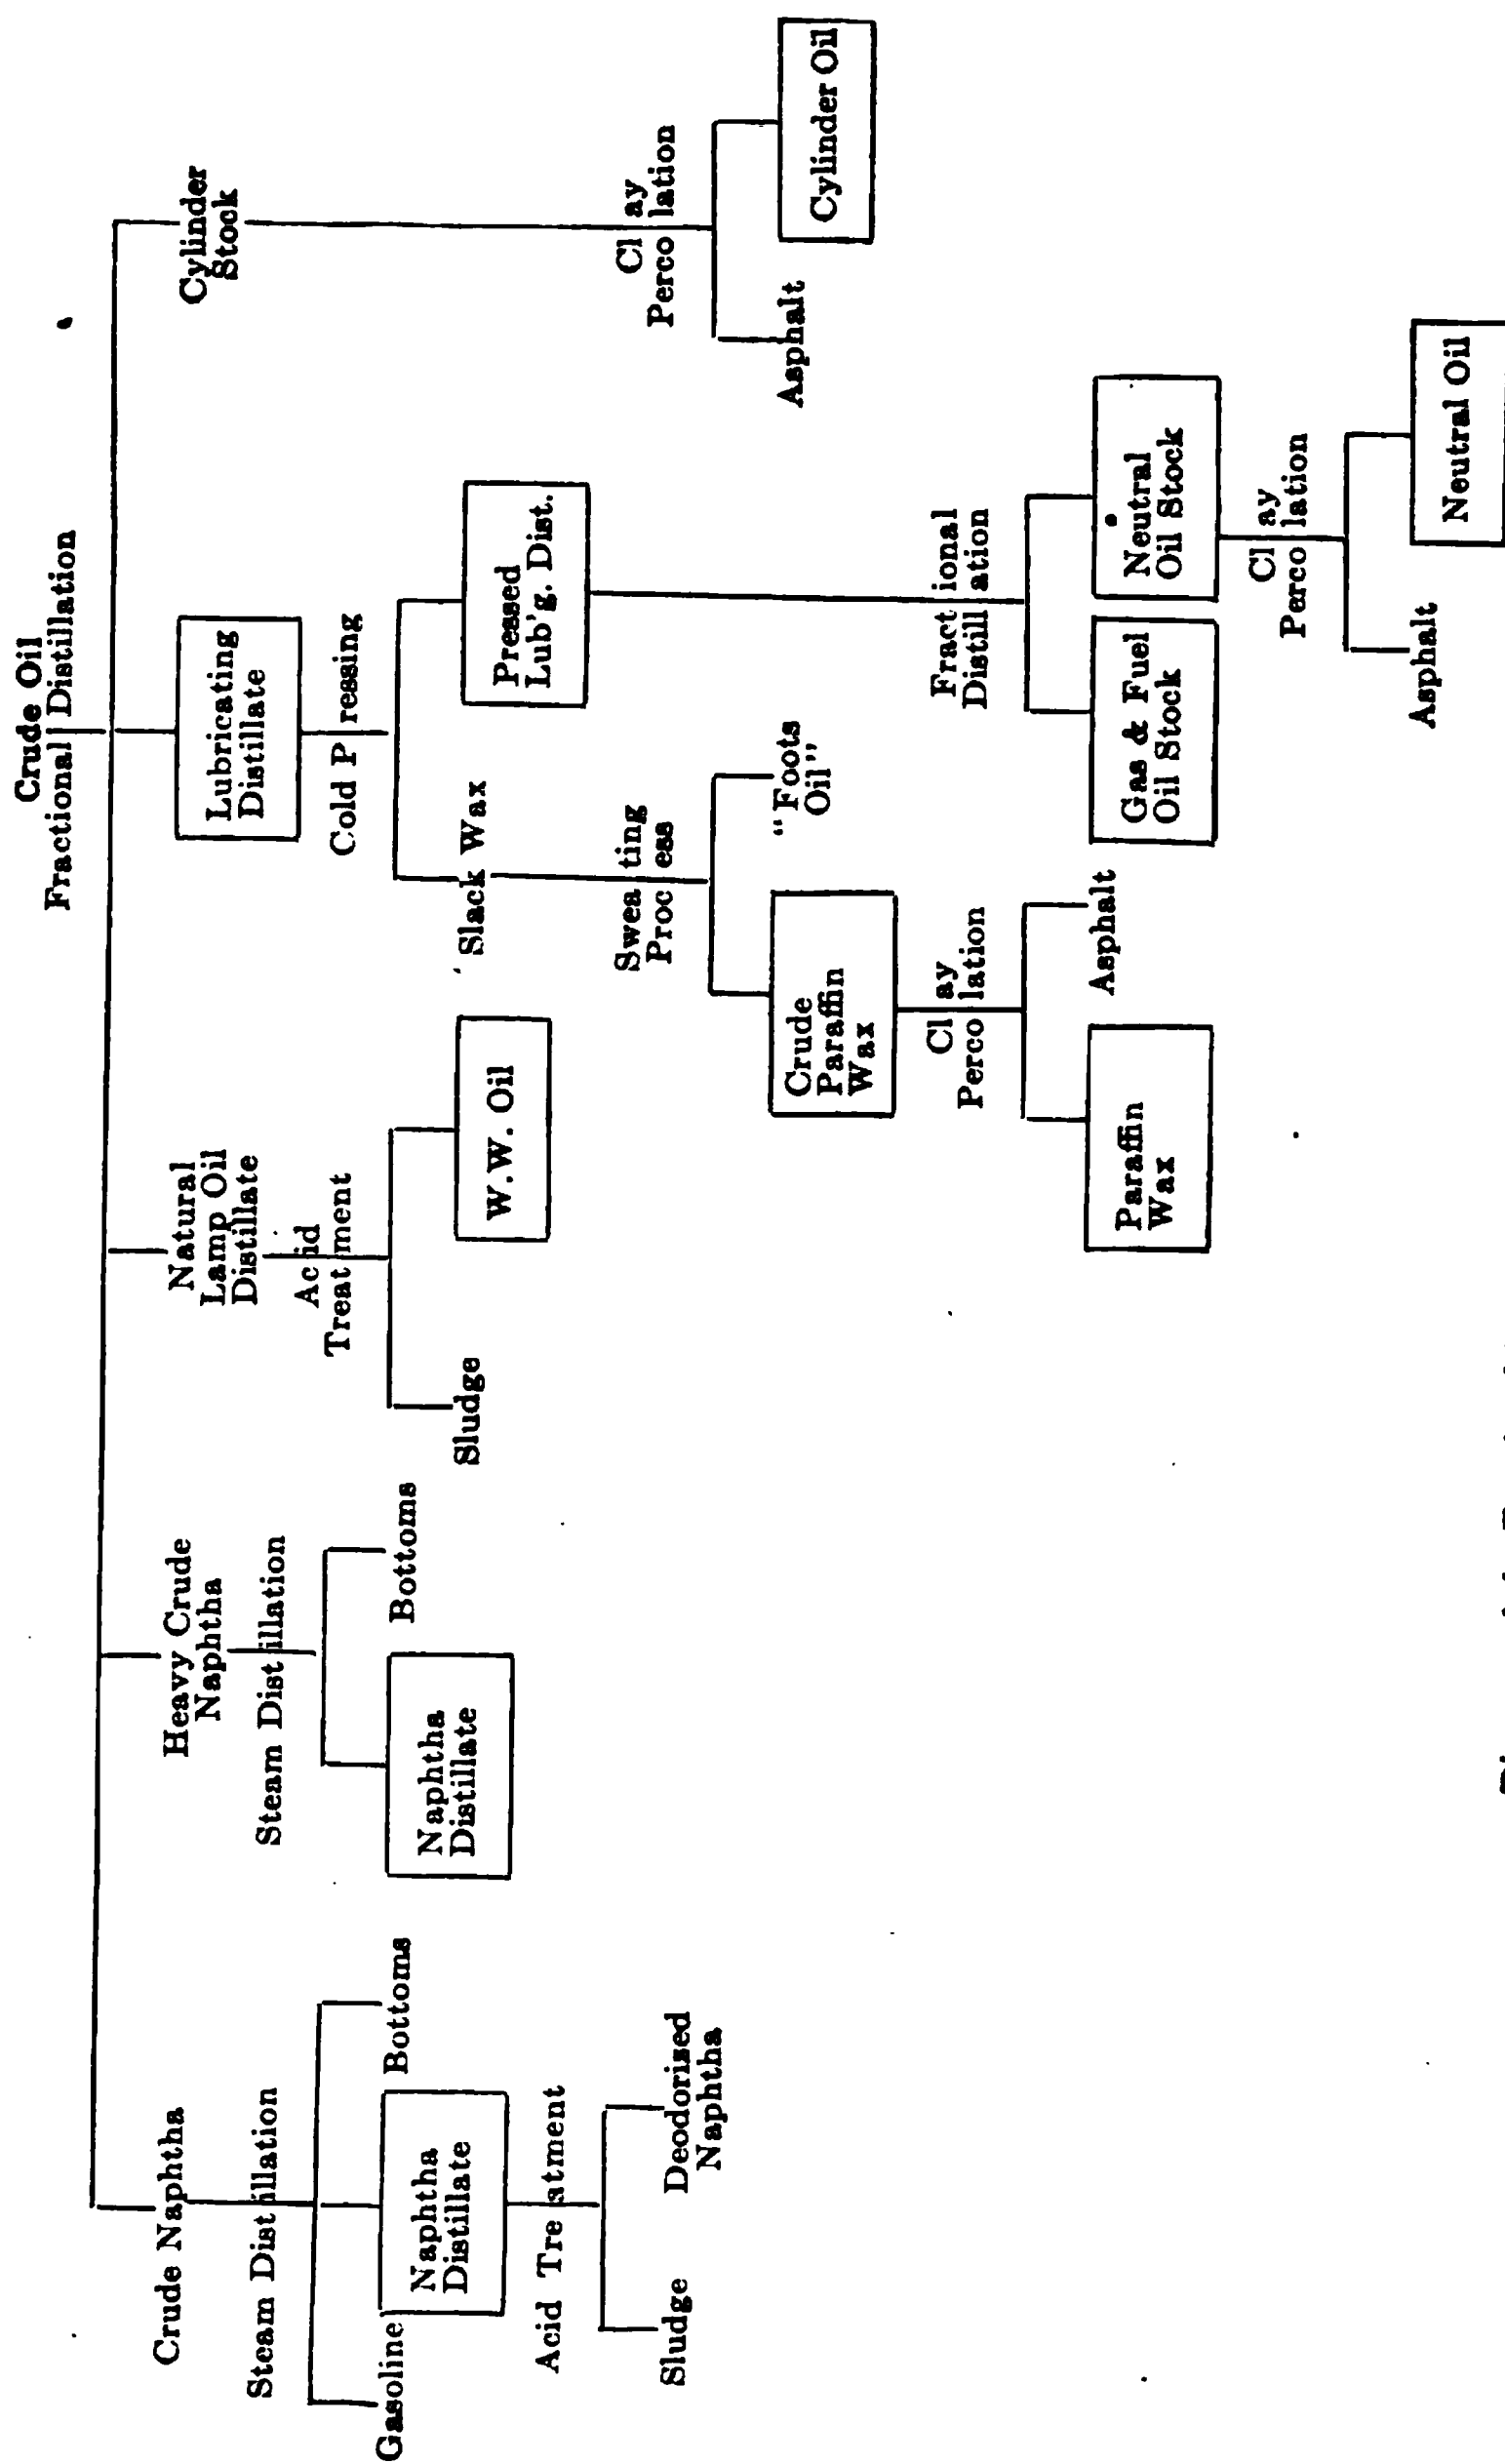 Crude Oil
Fractional Distillation
Crude Naphtha
Heavy Crude
Naphtha
Natural
Lamp Oil
Distillate
Lubricating
Distillate
Cylinder
Stock
Steam Distillation
Steam Distillation
Acid
Treatment
Cold Pressing
Clay
Percolation
Gasoline
Naphtha
Distillate
Bottoms
Naphtha
Distillate
Bottoms
Sludge
W.W. Oil
Slack Wax
Pressed
Lub'g. Dist.
Asphalt
Cylinder Oil
Acid Treatment
Sludge
Deodorized
Naphtha
Sweating
Process
Crude
Paraffin
Wax
"Foots
Oil"
Fractional
Distillation
Clay
Percolation
Paraffin
Wax
Asphalt
Gas & Fuel
Oil Stock
Neutral
Oil Stock
Clay
Percolation
Asphalt
Neutral Oil